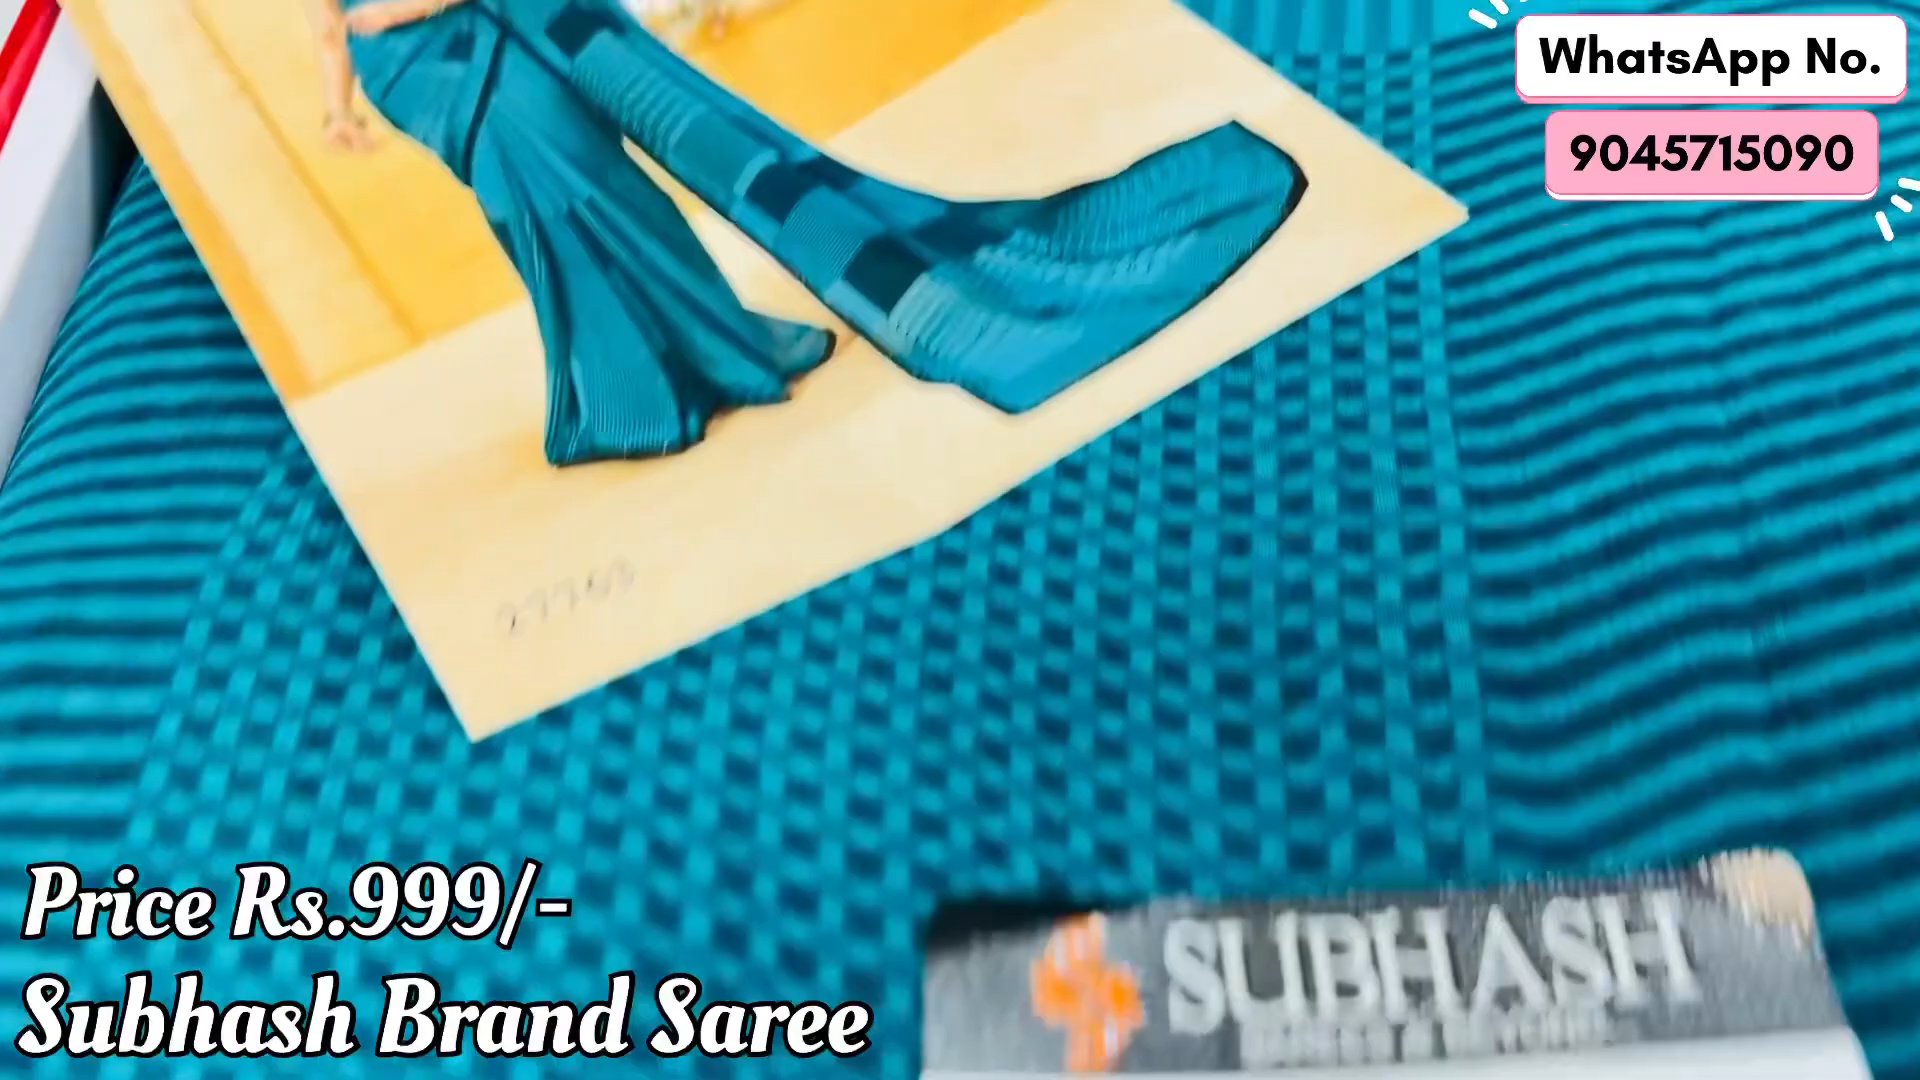 WhatsApp No.
9045715090
Price Rs.999/-
Subhash Brand Saree
SUBHASH